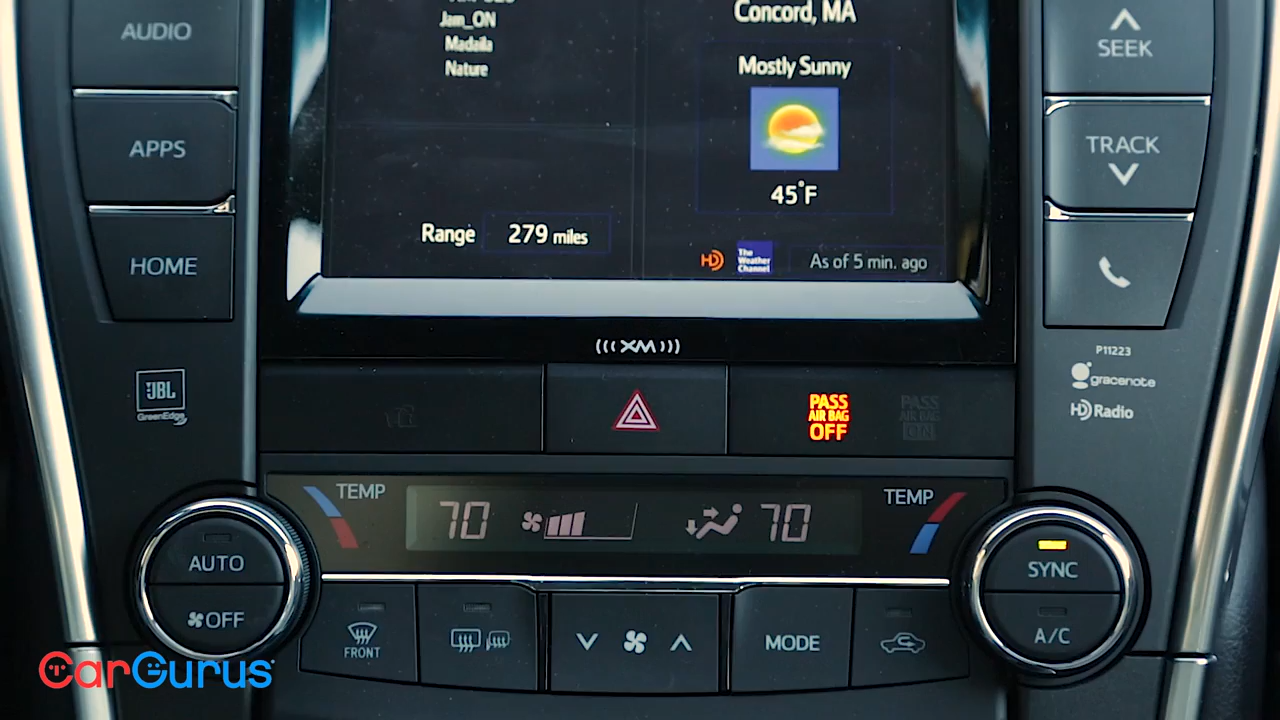 AUDIO
Jam_ON
Madaila
Nature
Concord, MA
Mostly Sunny
45°F
SEEK
APPS
TRACK
HOME
Range 279 miles
HD
The
Weather
Channel
As of 5 min. ago
(((XM)))
P11223
gracenote
HD Radio
JBL
GreenEdge
PASS
AIR BAG
OFF
PASS
AIR BAG
ON
TEMP
70
70
TEMP
AUTO
OFF
SYNC
A/C
FRONT
MODE
CarGurus